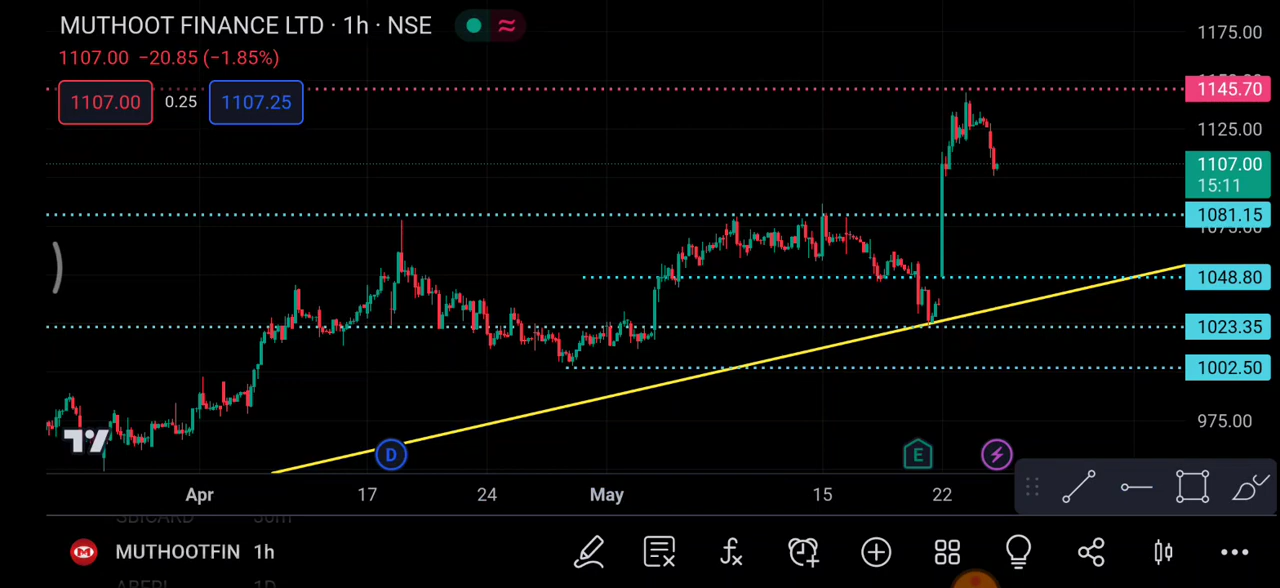 MUTHOOT FINANCE LTD · 1h · NSE
1107.00 −20.85 (−1.85%)
1107.00 0.25 1107.25
1175.00
1145.70
1125.00
1107.00
15:11
1081.15
1048.80
1023.35
1002.50
975.00
D E
Apr 17 24 May 15 22
SBICARD 30m
MUTHOOTFIN 1h